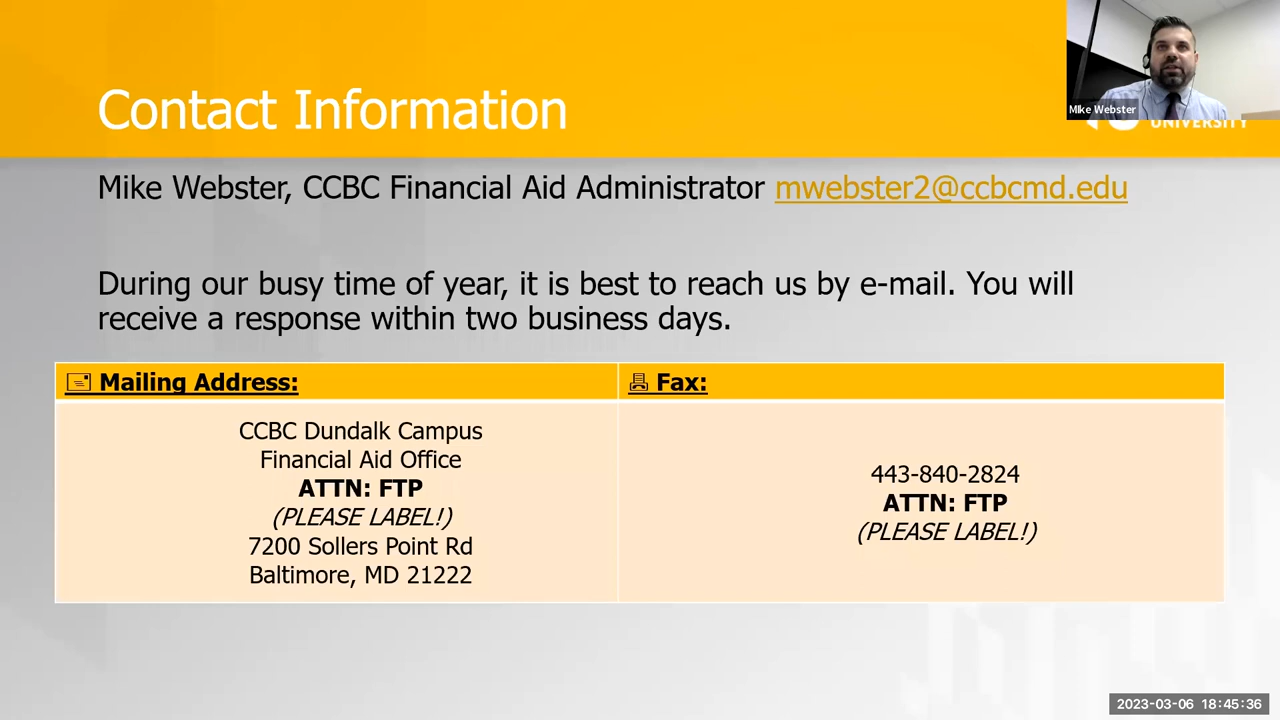 Contact Information
Mike Webster
UNIVERSITY
Mike Webster, CCBC Financial Aid Administrator mwebster2@ccbcmd.edu
During our busy time of year, it is best to reach us by e-mail. You will
receive a response within two business days.
Mailing Address:
Fax:
CCBC Dundalk Campus
Financial Aid Office
ATTN: FTP
(PLEASE LABEL!)
7200 Sollers Point Rd
Baltimore, MD 21222
443-840-2824
ATTN: FTP
(PLEASE LABEL!)
2023-03-06 18:45:36